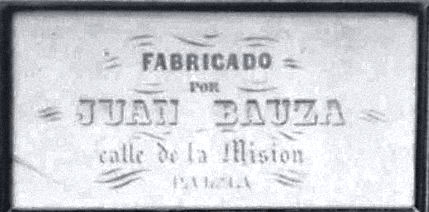 FABRICADO
POR
JUAN BAUZA
calle de la Mision
PALMA